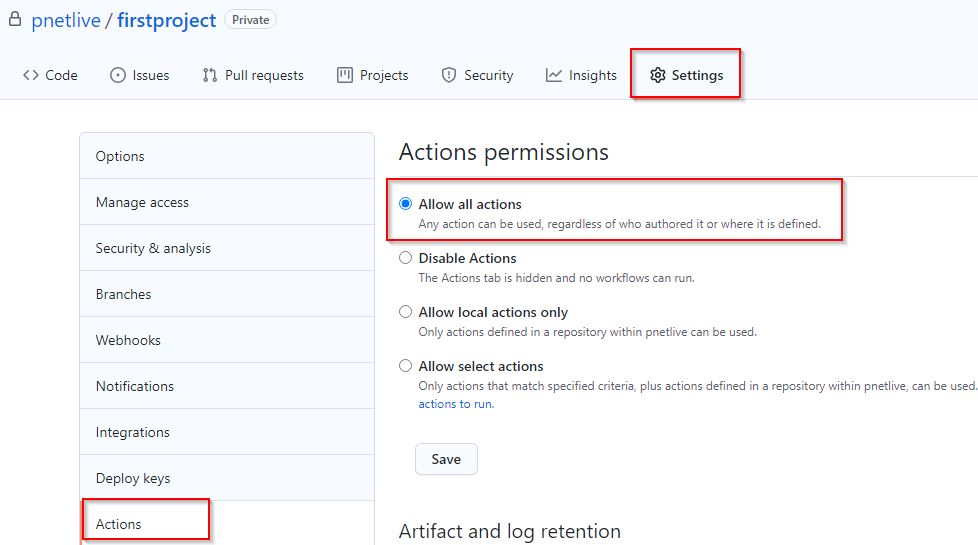 pnetlive / firstproject Private
Code Issues Pull requests Projects Security Insights Settings
Options
Manage access
Security & analysis
Branches
Webhooks
Notifications
Integrations
Deploy keys
Actions
Actions permissions
Allow all actions
Any action can be used, regardless of who authored it or where it is defined.
Disable Actions
The Actions tab is hidden and no workflows can run.
Allow local actions only
Only actions defined in a repository within pnetlive can be used.
Allow select actions
Only actions that match specified criteria, plus actions defined in a repository within pnetlive, can be used.
actions to run.
Save
Artifact and log retention